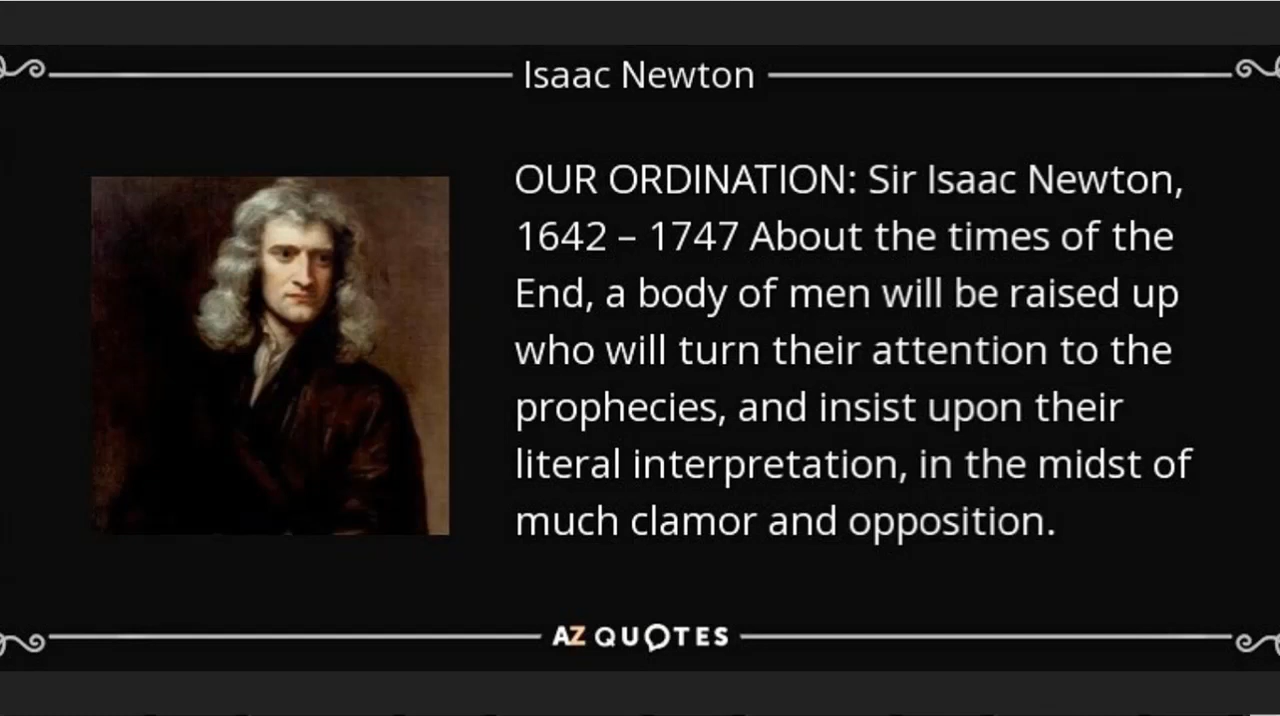 Isaac Newton
OUR ORDINATION: Sir Isaac Newton,
1642 – 1747 About the times of the
End, a body of men will be raised up
who will turn their attention to the
prophecies, and insist upon their
literal interpretation, in the midst of
much clamor and opposition.
AZ QUOTES